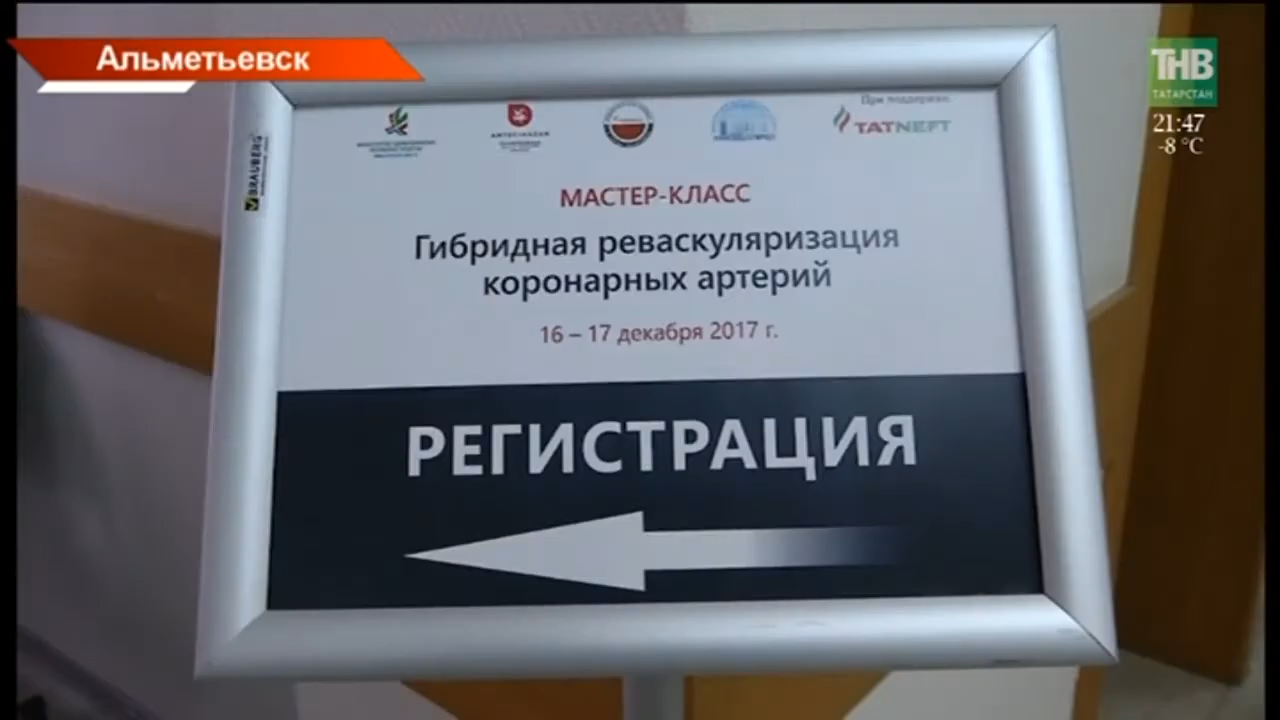 Альметьевск
ТНВ
ТАТАРСТАН
21:47
-8 °C
BRAUBERG
При поддержке
TATNEFT
МАСТЕР-КЛАСС
Гибридная реваскуляризация
коронарных артерий
16 – 17 декабря 2017 г.
РЕГИСТРАЦИЯ